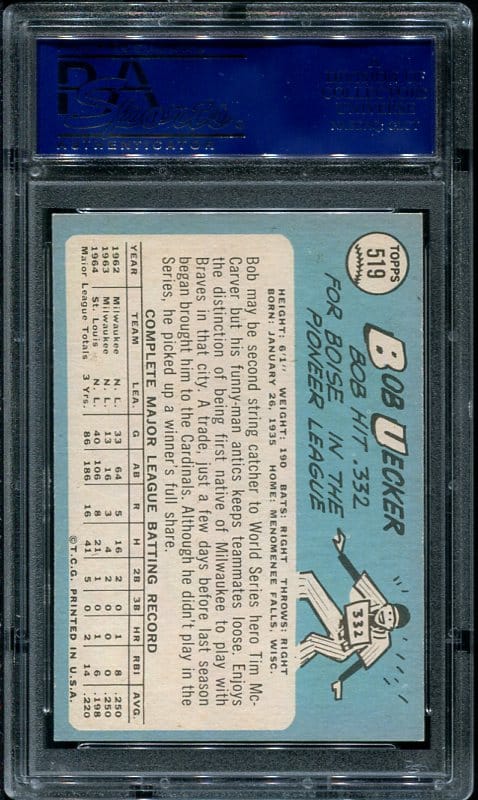 PSA
AUTHENTICATOR
COLLECTORS
UNIVERSE
NASDAQ: CLCT
TOPPS
519
BOB UECKER
BOB HIT .332
FOR BOISE IN THE
PIONEER LEAGUE
332
HEIGHT: 6'1" WEIGHT: 190 BATS: RIGHT THROWS: RIGHT
BORN: JANUARY 26, 1935 HOME: MENOMENEE FALLS, WISC.
Bob may be second string catcher to World Series hero Tim Mc-
Carver but his funny-man antics keeps teammates loose. Enjoys
the distinction of being first native of Milwaukee to play with
Braves in that city. A trade, just a few days before last season
began brought him to the Cardinals. Although he didn't play in the
Series, he picked up a winner's full share.
COMPLETE MAJOR LEAGUE BATTING RECORD
YEAR TEAM LEA. G AB R H 2B 3B HR RBI AVG.
1962 Milwaukee N. L. 33 64 5 16 2 0 1 8 .250
1963 Milwaukee N. L. 13 16 3 4 2 0 0 0 .250
1964 St. Louis N. L. 40 106 8 21 1 0 1 6 .198
Major League Totals 3 Yrs. 86 186 16 41 5 0 2 14 .220
©T.C.G. PRINTED IN U.S.A.